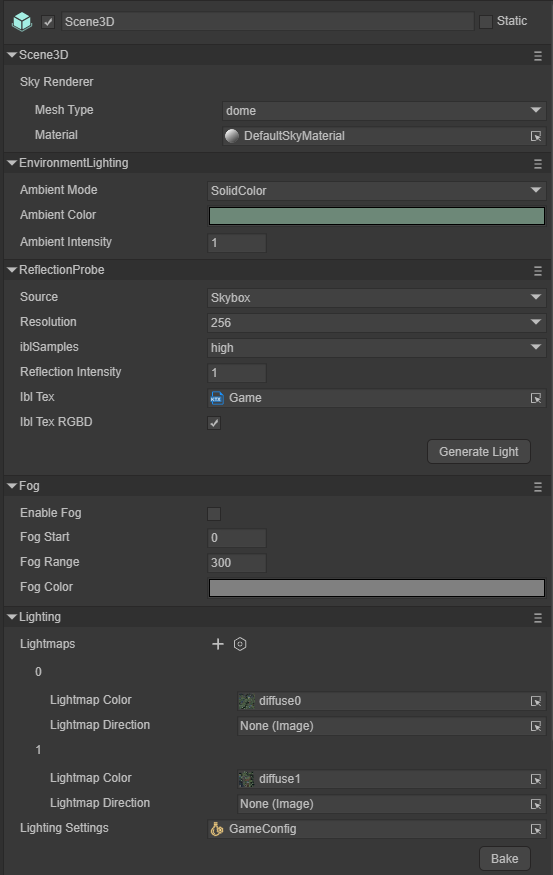 Scene3D
Static
Scene3D
Sky Renderer
Mesh Type dome
Material DefaultSkyMaterial
EnvironmentLighting
Ambient Mode SolidColor
Ambient Color
Ambient Intensity 1
ReflectionProbe
Source Skybox
Resolution 256
iblSamples high
Reflection Intensity 1
Ibl Tex KTX Game
Ibl Tex RGBD
Generate Light
Fog
Enable Fog
Fog Start 0
Fog Range 300
Fog Color
Lighting
Lightmaps
0
Lightmap Color diffuse0
Lightmap Direction None (Image)
1
Lightmap Color diffuse1
Lightmap Direction None (Image)
Lighting Settings GameConfig
Bake